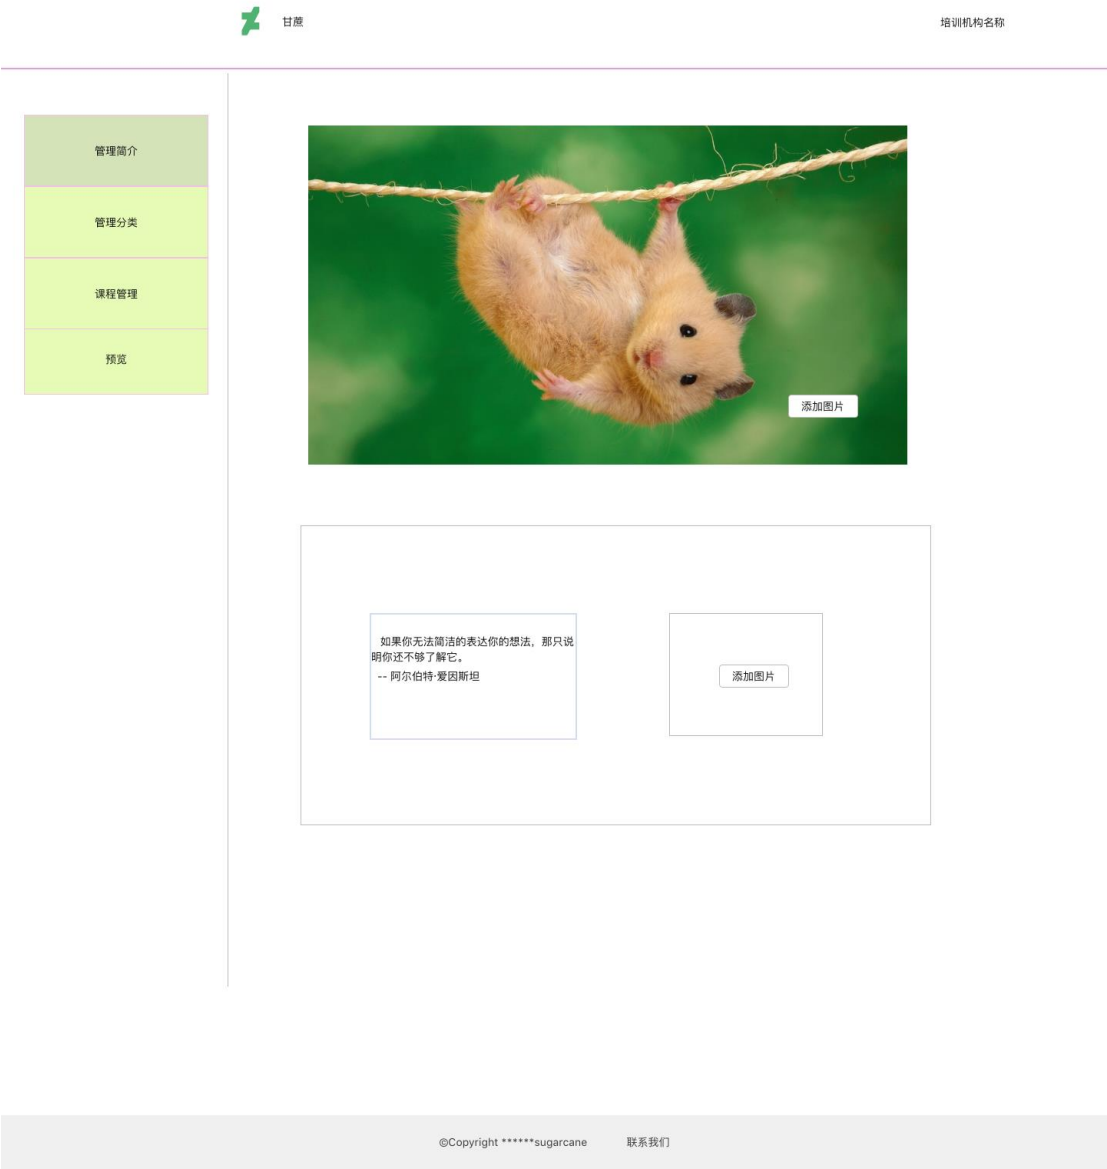 甘蔗
培训机构名称
管理简介
管理分类
课程管理
预览
添加图片
如果你无法简洁的表达你的想法，那只说
明你还不够了解它。
-- 阿尔伯特·爱因斯坦
添加图片
©Copyright ******sugarcane
联系我们